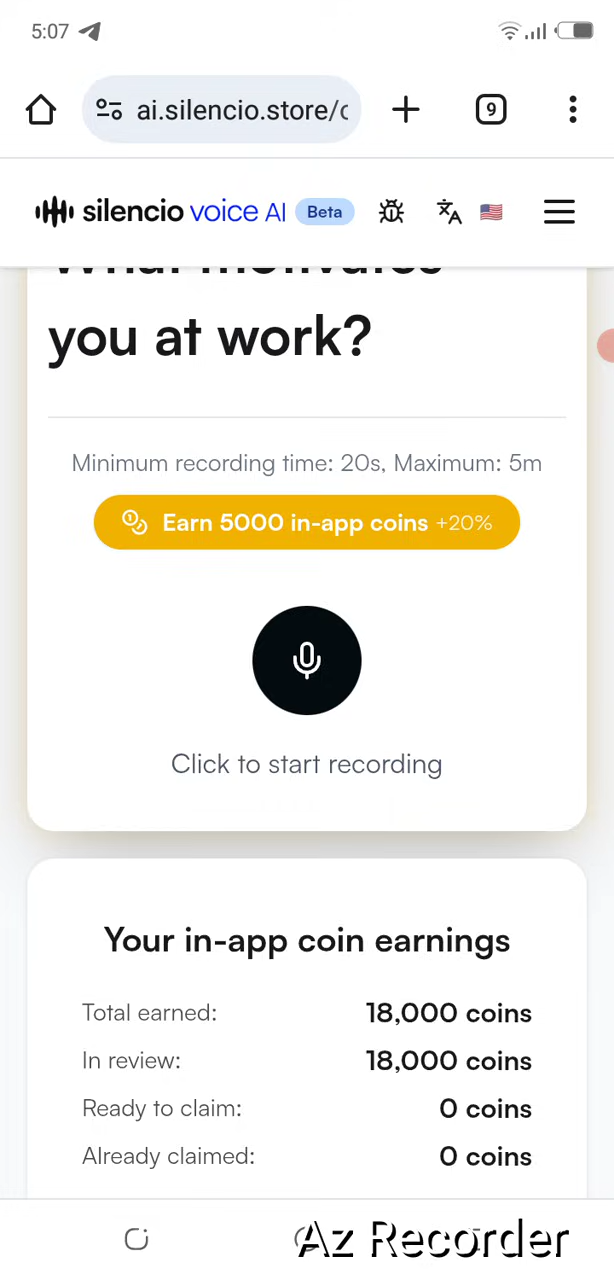 5:07
9
ai.silencio.store/c
silencio voice AI Beta
What motivates
you at work?
Minimum recording time: 20s, Maximum: 5m
Earn 5000 in-app coins +20%
Click to start recording
Your in-app coin earnings
Total earned: 18,000 coins
In review: 18,000 coins
Ready to claim: 0 coins
Already claimed: 0 coins
Az Recorder